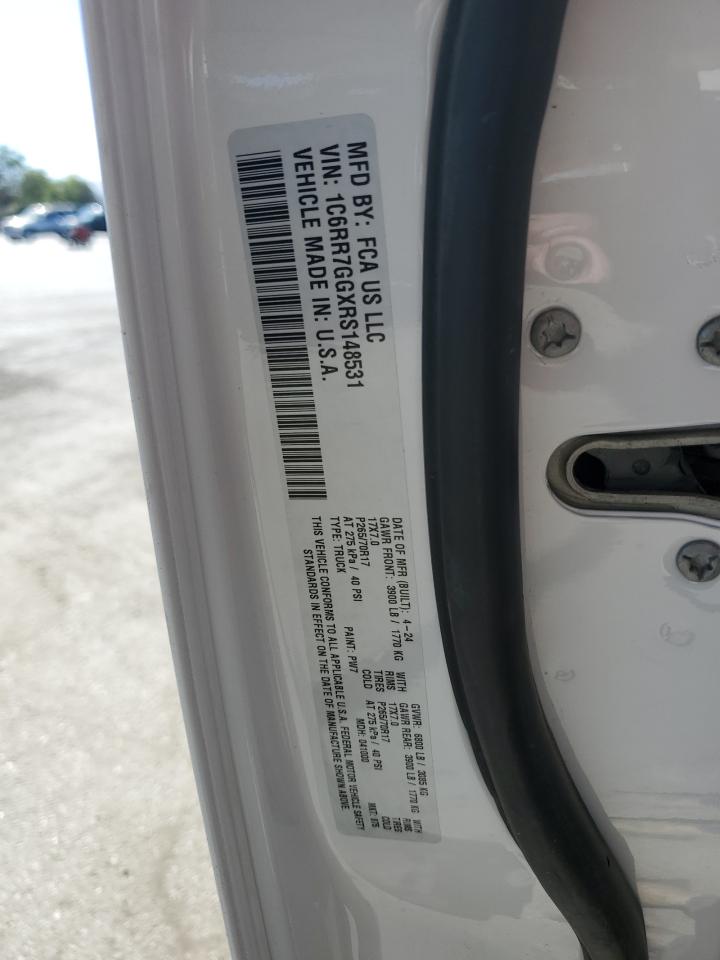 MFD BY: FCA US LLC
VIN: 1C6RR7GGXRS148531
VEHICLE MADE IN: U.S.A.
DATE OF MFR (BUILT): 4-24 GVWR: 6800 LB / 3085 KG
GAWR FRONT: 3900 LB / 1770 KG WITH GAWR REAR: 3900 LB / 1770 KG WITH
17X7.0 RIMS 17X7.0 RIMS
P265/70R17 TIRES P265/70R17 TIRES
AT 275 kPa / 40 PSI COLD AT 275 kPa / 40 PSI COLD
TYPE: TRUCK PAINT: PW7 MDH: 041000 MKT:
THIS VEHICLE CONFORMS TO ALL APPLICABLE U.S.A. FEDERAL MOTOR VEHICLE SAFETY
STANDARDS IN EFFECT ON THE DATE OF MANUFACTURE SHOWN ABOVE.